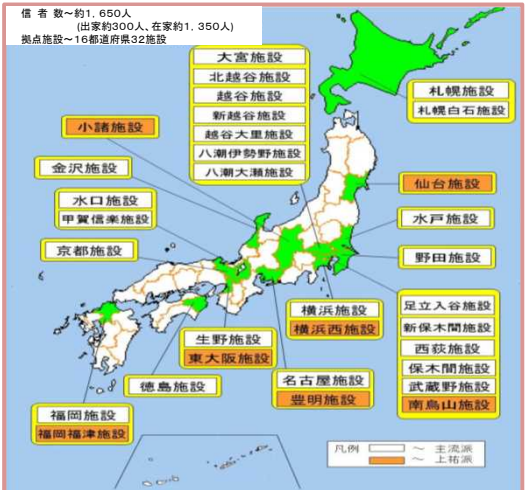 信 者 数～約1，650人
(出家約300人、在家約1，350人)
拠点施設～16都道府県32施設
大宮施設
北越谷施設
越谷施設
新越谷施設
越谷大里施設
八潮伊勢野施設
八潮大瀬施設
札幌施設
札幌白石施設
小諸施設
金沢施設
水口施設
甲賀信楽施設
京都施設
仙台施設
水戸施設
野田施設
足立入谷施設
新保木間施設
西荻施設
保木間施設
武蔵野施設
南烏山施設
横浜施設
横浜西施設
生野施設
東大阪施設
徳島施設
名古屋施設
豊明施設
福岡施設
福岡福津施設
凡例 ～ 主流派
～ 上祐派